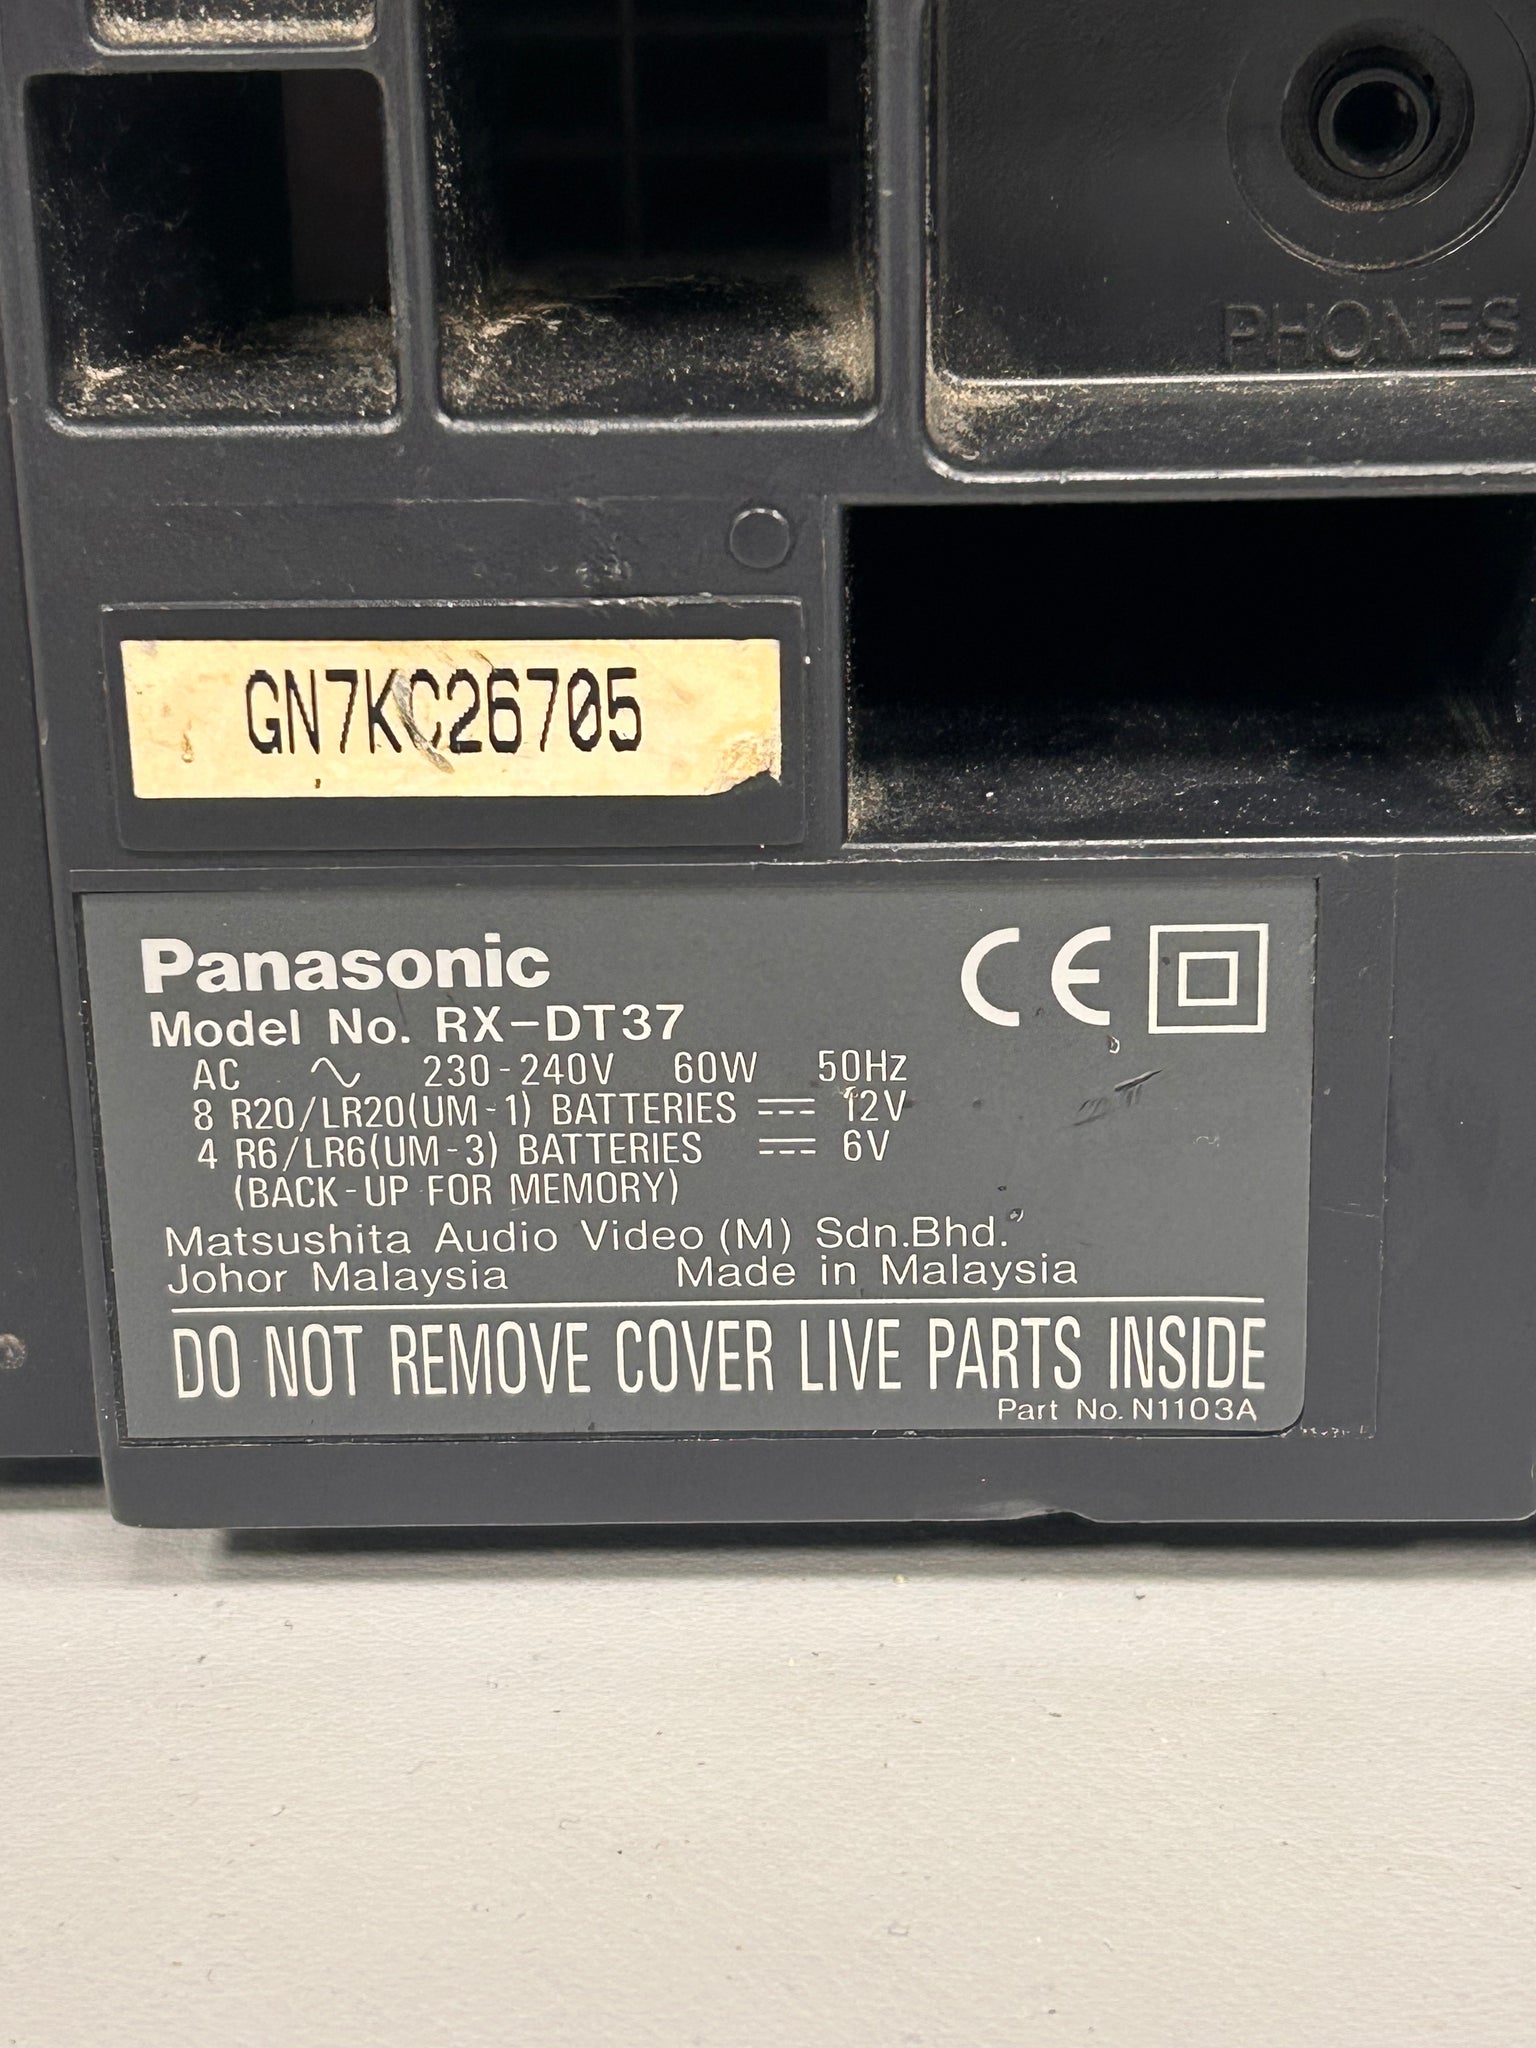 PHONES
GN7KC26705
Panasonic
CE
Model No. RX-DT37
AC 230-240V 60W 50Hz
8 R20/LR20(UM-1) BATTERIES 12V
4 R6/LR6(UM-3) BATTERIES 6V
(BACK-UP FOR MEMORY)
Matsushita Audio Video (M) Sdn.Bhd.
Johor Malaysia Made in Malaysia
DO NOT REMOVE COVER LIVE PARTS INSIDE
Part No. N1103A